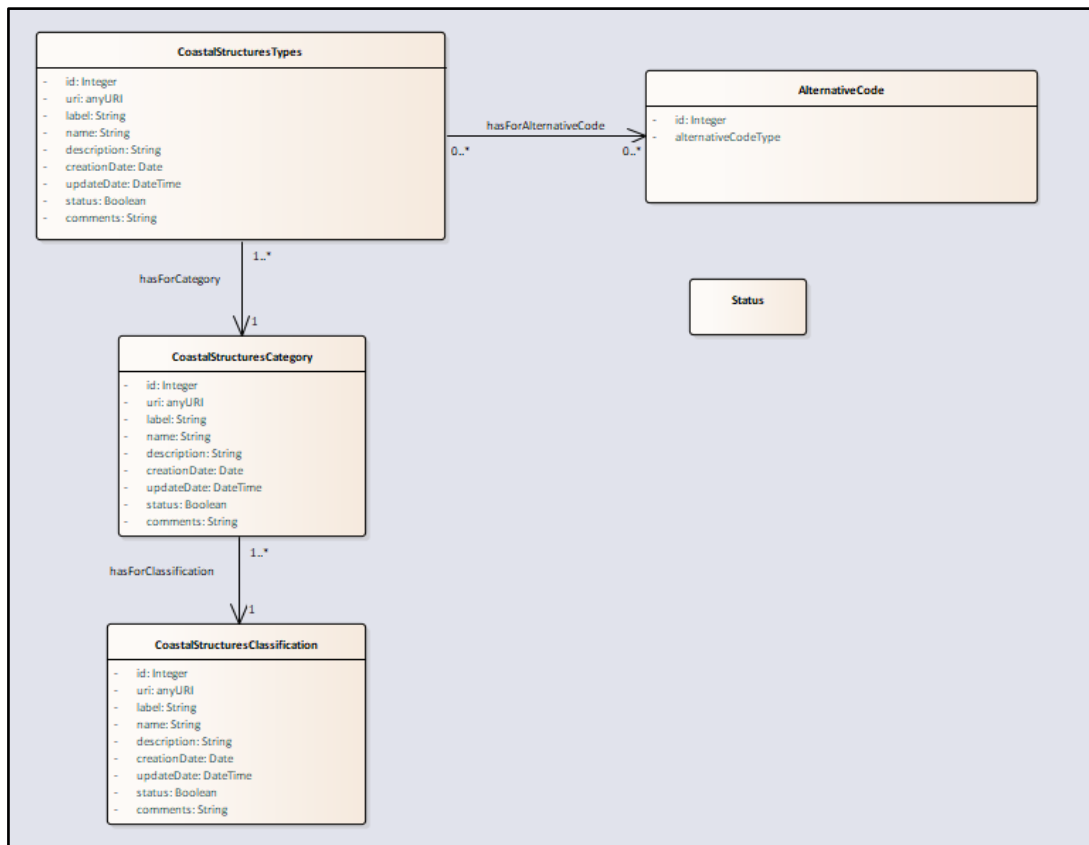 CoastalStructuresTypes
- id: Integer
- uri: anyURI
- label: String
- name: String
- description: String
- creationDate: Date
- updateDate: DateTime
- status: Boolean
- comments: String
hasForAlternativeCode
0..*
0..*
AlternativeCode
- id: Integer
- alternativeCodeType
1..*
hasForCategory
1
Status
CoastalStructuresCategory
- id: Integer
- uri: anyURI
- label: String
- name: String
- description: String
- creationDate: Date
- updateDate: DateTime
- status: Boolean
- comments: String
1..*
hasForClassification
1
CoastalStructuresClassification
- id: Integer
- uri: anyURI
- label: String
- name: String
- description: String
- creationDate: Date
- updateDate: DateTime
- status: Boolean
- comments: String